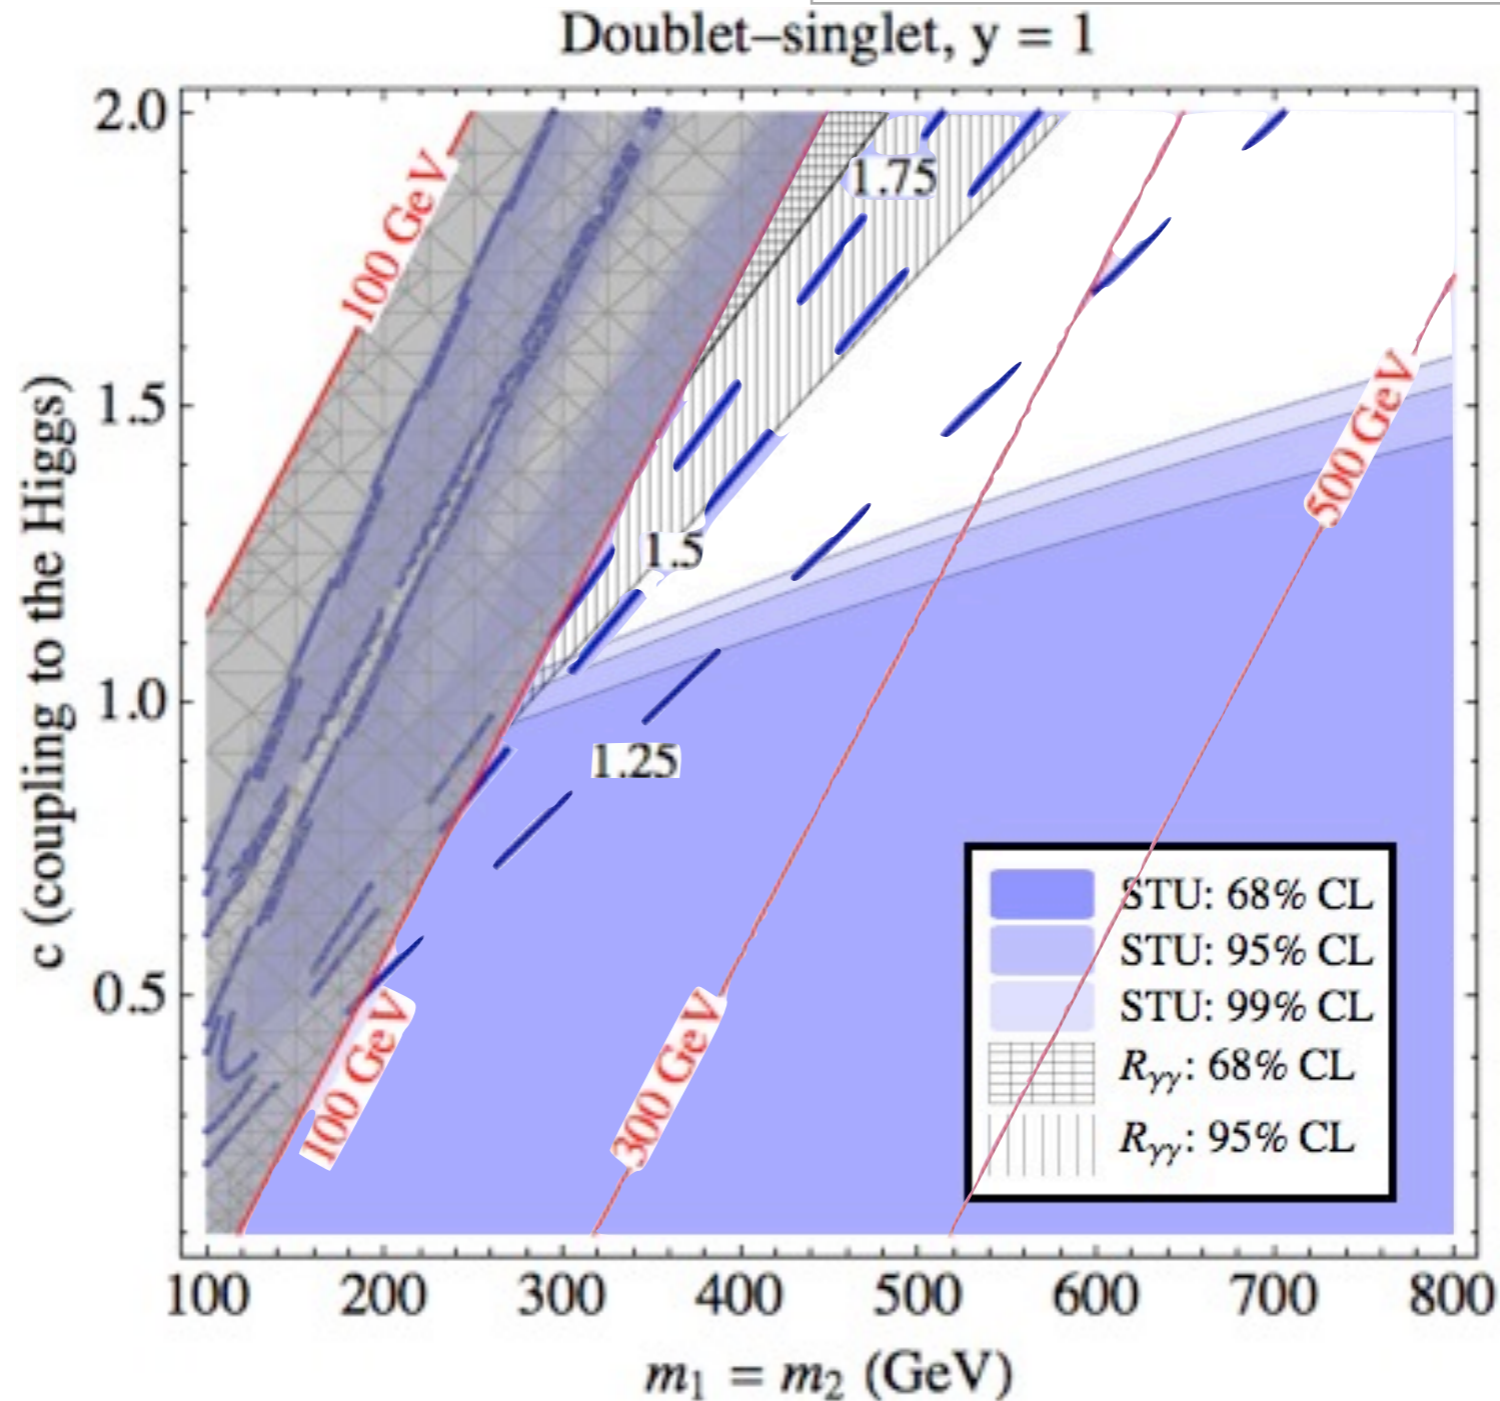 Doublet–singlet, y = 1
2.0
1.5
1.0
0.5
c (coupling to the Higgs)
100 GeV
1.75
1.5
1.25
500 GeV
100 GeV
300 GeV
STU: 68% CL
STU: 95% CL
STU: 99% CL
Rγγ: 68% CL
Rγγ: 95% CL
100 200 300 400 500 600 700 800
m1 = m2 (GeV)